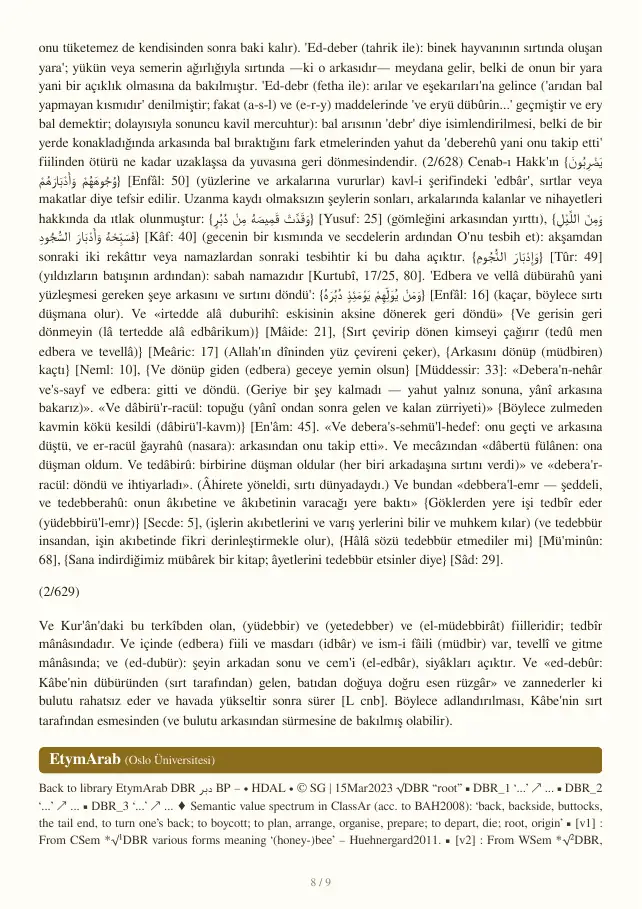 onu tüketemez de kendisinden sonra baki kalır). 'Ed-deber (tahrik ile): binek hayvanının sırtında oluşan
yara'; yükün veya semerin ağırlığıyla sırtında —ki o arkasıdır— meydana gelir, belki de onun bir yara
yani bir açıklık olmasına da bakılmıştır. 'Ed-debr (fetha ile): arılar ve eşekarıları'na gelince ('arıdan bal
yapmayan kısmıdır' denilmiştir; fakat (a-s-l) ve (e-r-y) maddelerinde 've eryü dübûrin...' geçmiştir ve ery
bal demektir; dolayısıyla sonuncu kavil mercuhtur): bal arısının 'debr' diye isimlendirilmesi, belki de bir
yerde konakladığında arkasında bal bıraktığını fark etmelerinden yahut da 'deberehû yani onu takip etti'
fiilinden ötürü ne kadar uzaklaşsa da yuvasına geri dönmesindendir. (2/628) Cenab-ı Hakk'ın {يَضْرِبُونَ
وُجُوهَهُمْ وَأَدْبَارَهُمْ} [Enfâl: 50] (yüzlerine ve arkalarına vururlar) kavl-i şerifindeki 'edbâr', sırtlar veya
makatlar diye tefsir edilir. Uzanma kaydı olmaksızın şeylerin sonları, arkalarında kalanlar ve nihayetleri
hakkında da ıtlak olunmuştur: {وَقَدَّتْ قَمِيصَهُ مِنْ دُبُرٍ} [Yusuf: 25] (gömleğini arkasından yırttı), {وَمِنَ اللَّيْلِ
فَسَبِّحْهُ وَأَدْبَارَ السُّجُودِ} [Kâf: 40] (gecenin bir kısmında ve secdelerin ardından O'nu tesbih et): akşamdan
sonraki iki rekâttır veya namazlardan sonraki tesbihtir ki bu daha açıktır. {وَإِدْبَارَ النُّجُومِ} [Tûr: 49]
(yıldızların batışının ardından): sabah namazıdır [Kurtubî, 17/25, 80]. 'Edbera ve vellâ dübürahû yani
yüzleşmesi gereken şeye arkasını ve sırtını döndü': {وَمَنْ يُوَلِّهِمْ يَوْمَئِذٍ دُبُرَهُ} [Enfâl: 16] (kaçar, böylece sırtı
düşmana olur). Ve «irtedde alâ duburihî: eskisinin aksine dönerek geri döndü» {Ve gerisin geri
dönmeyin (lâ tertedde alâ edbârikum)} [Mâide: 21], {Sırt çevirip dönen kimseyi çağırır (tedû men
edbera ve tevellâ)} [Meâric: 17] (Allah'ın dîninden yüz çevireni çeker), {Arkasını dönüp (müdbiren)
kaçtı} [Neml: 10], {Ve dönüp giden (edbera) geceye yemin olsun} [Müddessir: 33]: «Debera'n-nehâr
ve's-sayf ve edbera: gitti ve döndü. (Geriye bir şey kalmadı — yahut yalnız sonuna, yânî arkasına
bakarız)». «Ve dâbirü'r-racül: topuğu (yânî ondan sonra gelen ve kalan zürriyeti)» {Böylece zulmeden
kavmin kökü kesildi (dâbirü'l-kavm)} [En'âm: 45]. «Ve debera's-sehmü'l-hedef: onu geçti ve arkasına
düştü, ve er-racül ğayrahû (nasara): arkasından onu takip etti». Ve mecâzından «dâbertü fülânen: ona
düşman oldum. Ve tedâbirû: birbirine düşman oldular (her biri arkadaşına sırtını verdi)» ve «debera'r-
racül: döndü ve ihtiyarladı». (Âhirete yöneldi, sırtı dünyadaydı.) Ve bundan «debbera'l-emr — şeddeli,
ve tedebberahû: onun âkıbetine ve âkıbetinin varacağı yere baktı» {Göklerden yere işi tedbîr eder
(yüdebbirü'l-emr)} [Secde: 5], (işlerin akıbetlerini ve varış yerlerini bilir ve muhkem kılar) (ve tedebbür
insandan, işin akıbetinde fikri derinleştirmekle olur), {Hâlâ sözü tedebbür etmediler mi} [Mü'minûn:
68], {Sana indirdiğimiz mübârek bir kitap; âyetlerini tedebbür etsinler diye} [Sâd: 29].
(2/629)
Ve Kur'ân'daki bu terkîbden olan, (yüdebbir) ve (yetedebber) ve (el-müdebbirât) fiilleridir; tedbîr
mânâsındadır. Ve içinde (edbera) fiili ve masdarı (idbâr) ve ism-i fâili (müdbir) var, tevellî ve gitme
mânâsında; ve (ed-dubür): şeyin arkadan sonu ve cem'i (el-edbâr), siyâkları açıktır. Ve «ed-debûr:
Kâbe'nin dübüründen (sırt tarafından) gelen, batıdan doğuya doğru esen rüzgâr» ve zannederler ki
bulutu rahatsız eder ve havada yükseltir sonra sürer [L cnb]. Böylece adlandırılması, Kâbe'nin sırt
tarafından esmesinden (ve bulutu arkasından sürmesine de bakılmış olabilir).
EtymArab (Oslo Üniversitesi)
Back to library EtymArab DBR دبر BP – • HDAL • © SG | 15Mar2023 √DBR “root” ▪ DBR_1 ‘...’ ↗ ... ▪ DBR_2
‘...’ ↗ ... ▪ DBR_3 ‘...’ ↗ ... ♦ Semantic value spectrum in ClassAr (acc. to BAH2008): ‘back, backside, buttocks,
the tail end, to turn one’s back; to boycott; to plan, arrange, organise, prepare; to depart, die; root, origin’ ▪ [v1] :
From CSem *√¹DBR various forms meaning ‘(honey-)bee’ – Huehnergard2011. ▪ [v2] : From WSem *√²DBR,
8 / 9